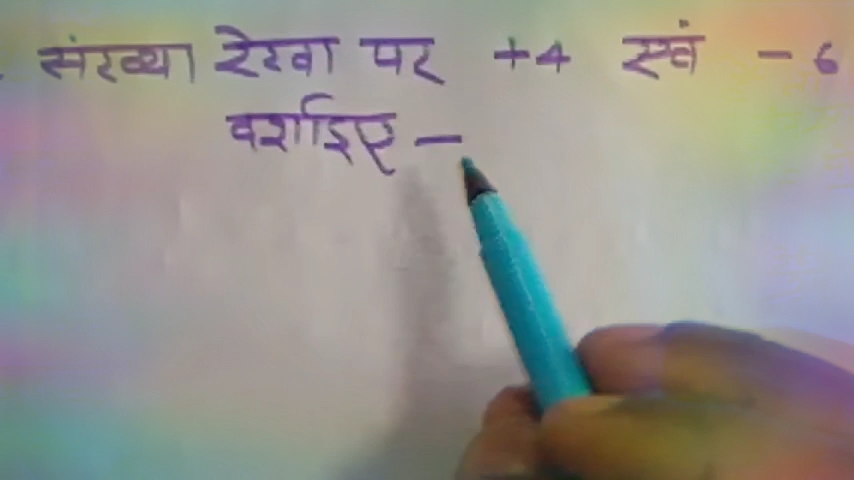 संख्या रेखा पर +4 एवं - 6
दर्शाइए -